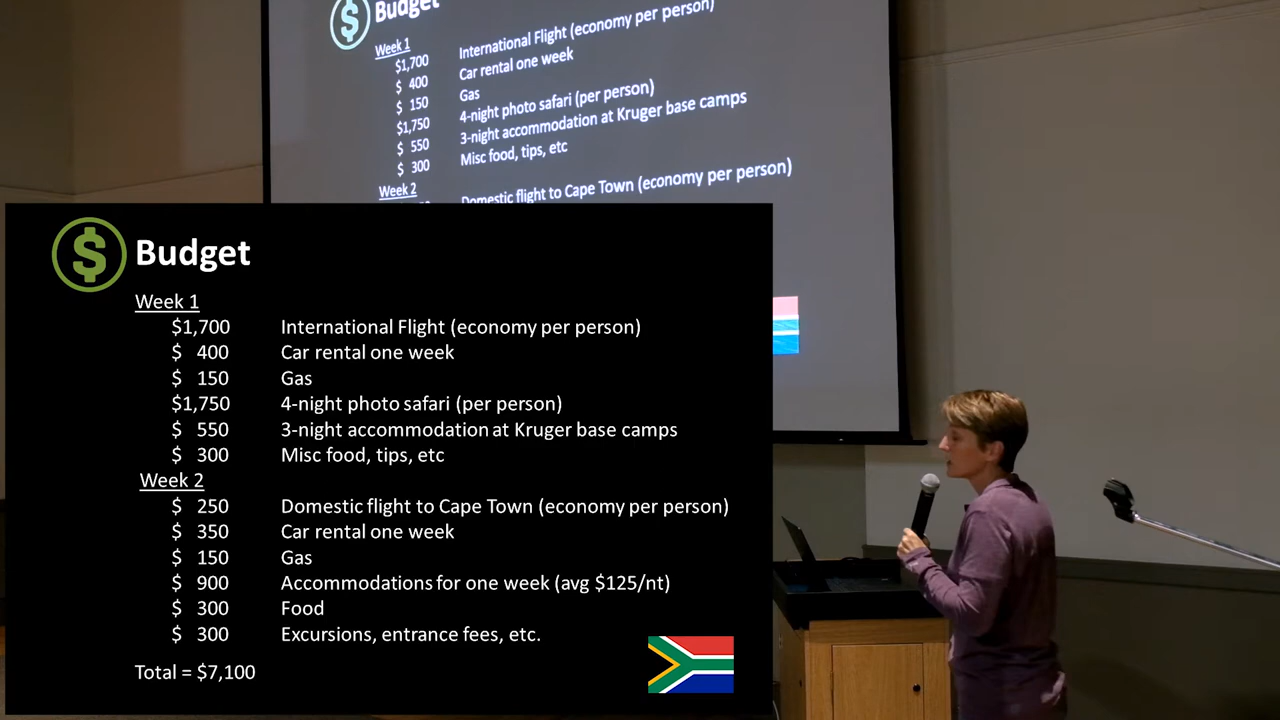 $ Budget
Week 1
$1,700 International Flight (economy per person)
$ 400 Car rental one week
$ 150 Gas
$1,750 4-night photo safari (per person)
$ 550 3-night accommodation at Kruger base camps
$ 300 Misc food, tips, etc
Week 2
Domestic flight to Cape Town (economy per person)
$ Budget
Week 1
$1,700 International Flight (economy per person)
$ 400 Car rental one week
$ 150 Gas
$1,750 4-night photo safari (per person)
$ 550 3-night accommodation at Kruger base camps
$ 300 Misc food, tips, etc
Week 2
$ 250 Domestic flight to Cape Town (economy per person)
$ 350 Car rental one week
$ 150 Gas
$ 900 Accommodations for one week (avg $125/nt)
$ 300 Food
$ 300 Excursions, entrance fees, etc.
Total = $7,100